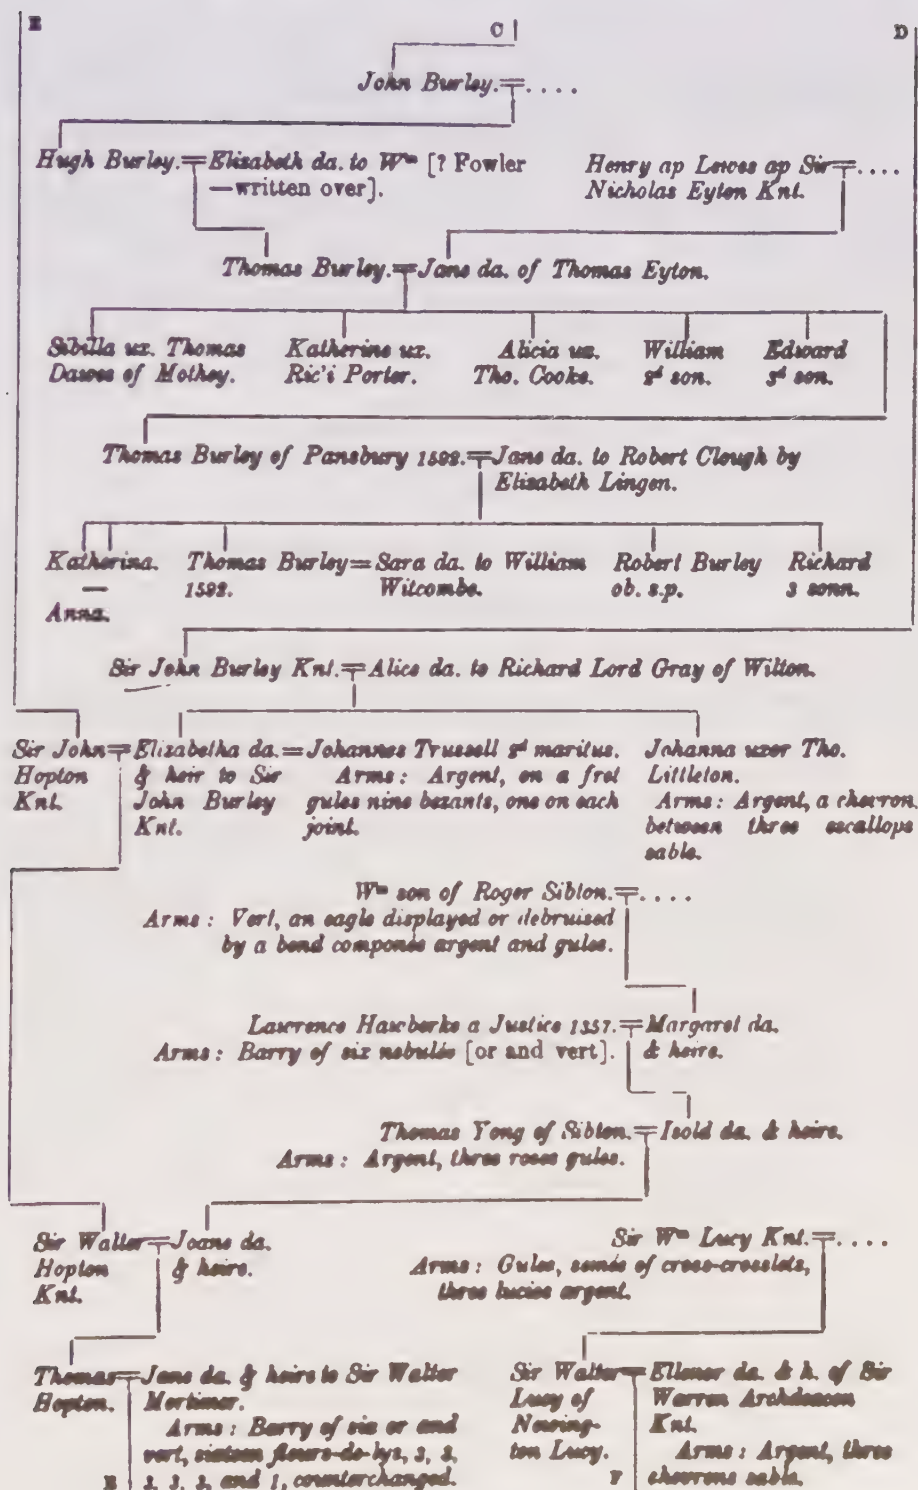 E C D
John Burley.=. . . .
Hugh Burley.=Elizabeth da. to Wm [? Fowler
—written over].
Henry ap Lewes ap Sir=. . . .
Nicholas Eyton Knt.
Thomas Burley.=Jane da. of Thomas Eyton.
Sibilla ux. Thomas
Dawes of Mothey.
Katherine ux.
Ric'i Porter.
Alicia ux.
Tho. Cooke.
William
2d son.
Edward
3d son.
Thomas Burley of Pansbury 1592.=Jane da. to Robert Clough by
Elizabeth Lingen.
Katherina.
—
Anna.
Thomas Burley=Sara da. to William
1592. Witcombe.
Robert Burley
ob. s.p.
Richard
3 sonn.
Sir John Burley Knt.=Alice da. to Richard Lord Gray of Wilton.
Sir John=
Hopton
Knt.
Elizabetha da.=
& heir to Sir
John Burley
Knt.
Johannes Trussell 2d maritus.
Arms: Argent, on a fret
gules nine bezants, one on each
joint.
Johanna uxor Tho.
Littleton.
Arms: Argent, a chevron
between three escallops
sable.
Wm son of Roger Sibton.=. . . .
Arms: Vert, an eagle displayed or debruised
by a bend componée argent and gules.
Lawrence Hawberke a Justice 1357.=Margaret da.
Arms: Barry of six nebulée [or and vert]. & heire.
Thomas Yong of Sibton.=Isold da. & heire.
Arms: Argent, three roses gules.
Sir Walter=Joane da.
Hopton & heire.
Knt.
Sir Wm Lucy Knt.=. . . .
Arms: Gules, semée of cross-crosslets,
three lucies argent.
Thomas=Jane da. & heire to Sir Walter
Hopton. Mortimer.
Arms: Barry of six or and
vert, sixteen fleurs-de-lys, 3, 3,
3, 3, 3, and 1, counterchanged.
Sir Walter=Ellenor da. & h. of Sir
Lucy of Warren Archdeacon
Newing- Knt.
ton Lucy. Arms: Argent, three
F chevrons sable.